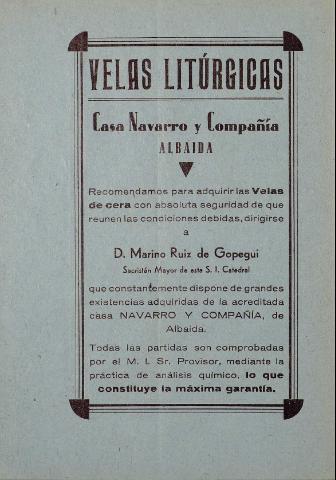 VELAS LITÚRGICAS
Casa Navarro y Compañía
ALBAIDA
Recomendamos para adquirir las Velas
de cera con absoluta seguridad de que
reunen las condiciones debidas, dirigirse
a
D. Marino Ruiz de Gopegui
Sacristán Mayor de esta S. I. Catedral
que constantemente dispone de grandes
existencias adquiridas de la acreditada
casa NAVARRO Y COMPAÑÍA, de
Albaida.
Todas las partidas son comprobadas
por el M. I. Sr. Provisor, mediante la
práctica de análisis químico, lo que
constituye la máxima garantía.